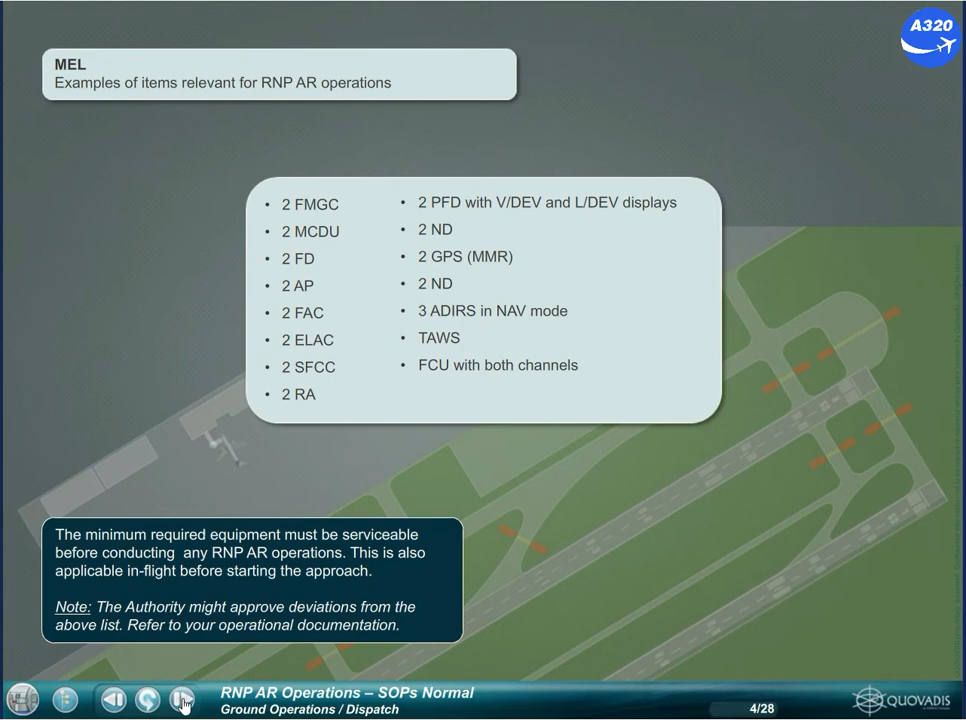 A320
MEL
Examples of items relevant for RNP AR operations
• 2 FMGC
• 2 MCDU
• 2 FD
• 2 AP
• 2 FAC
• 2 ELAC
• 2 SFCC
• 2 RA
• 2 PFD with V/DEV and L/DEV displays
• 2 ND
• 2 GPS (MMR)
• 2 ND
• 3 ADIRS in NAV mode
• TAWS
• FCU with both channels
The minimum required equipment must be serviceable
before conducting any RNP AR operations. This is also
applicable in-flight before starting the approach.
Note: The Authority might approve deviations from the
above list. Refer to your operational documentation.
RNP AR Operations – SOPs Normal
Ground Operations / Dispatch
4/28
QUOVADIS